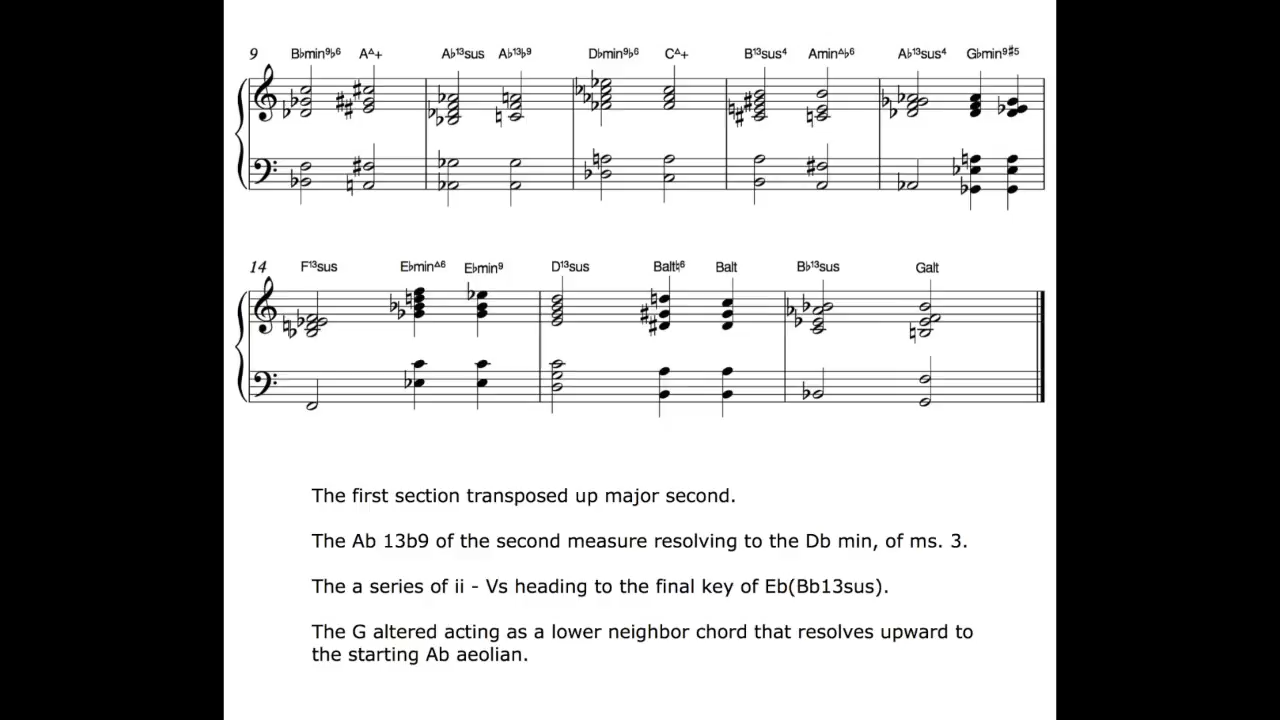 9 B♭min⁹♭⁶ A△+ A♭¹³sus A♭¹³♭⁹ D♭min⁹♭⁶ C△+ B¹³sus⁴ Amin△♭⁶ A♭¹³sus⁴ G♭min⁹♯⁵
14 F¹³sus E♭min△⁶ E♭min⁹ D¹³sus Balt♮⁶ Balt B♭¹³sus Galt
The first section transposed up major second.
The Ab 13b9 of the second measure resolving to the Db min, of ms. 3.
The a series of ii - Vs heading to the final key of Eb(Bb13sus).
The G altered acting as a lower neighbor chord that resolves upward to
the starting Ab aeolian.